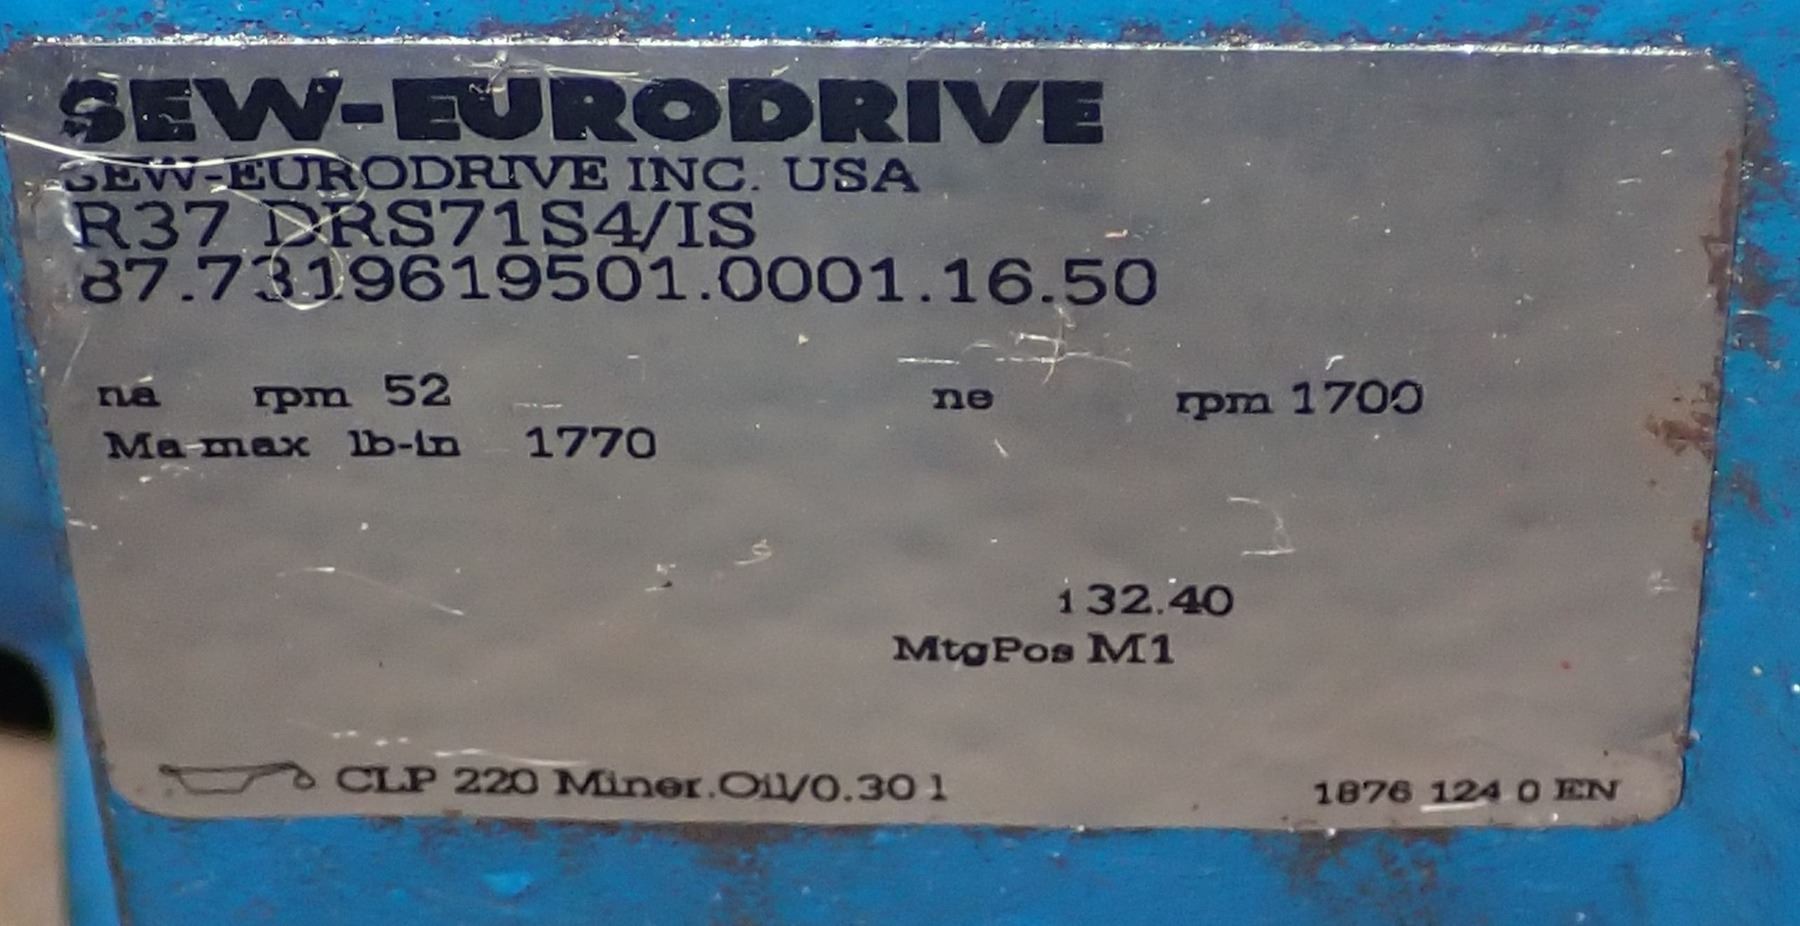 SEW-EURODRIVE
SEW-EURODRIVE INC. USA
R37 DRS71S4/IS
87.7319619501.0001.16.50
na rpm 52 ne rpm 1700
Ma max lb-in 1770
i 32.40
MtgPos M1
CLP 220 Miner.Oil/0.30 l 1876 124 0 EN